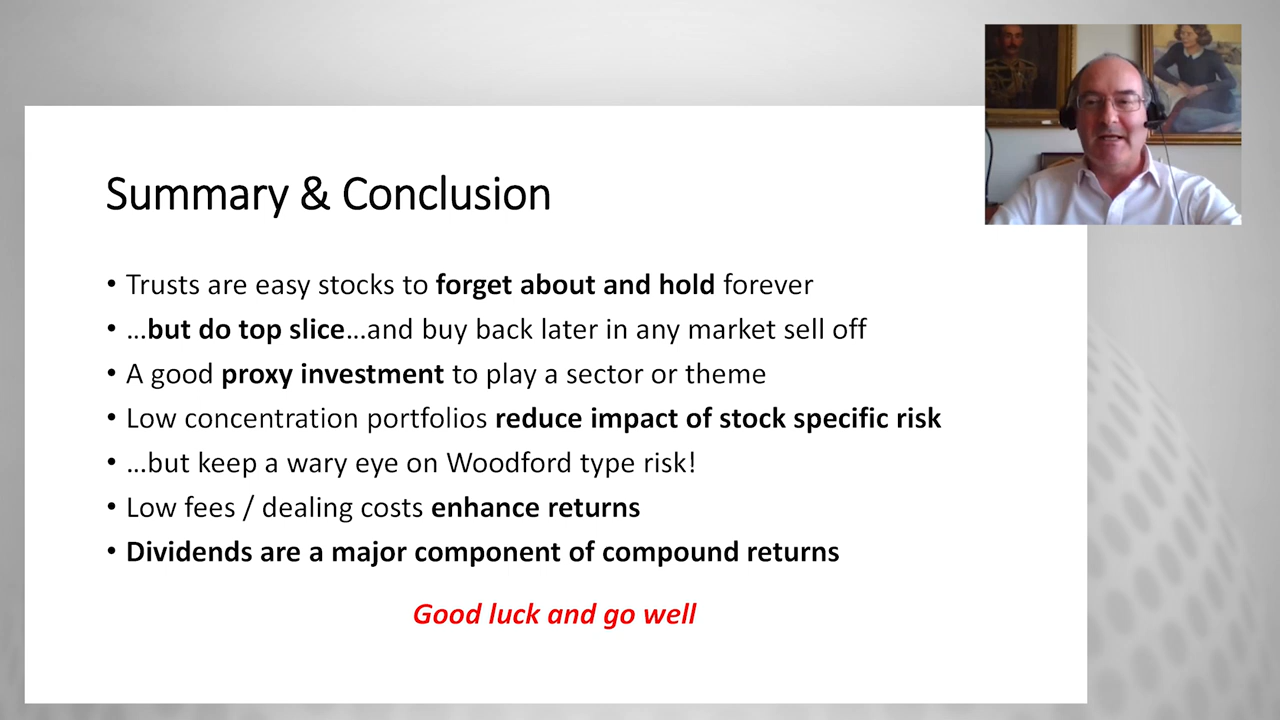 Summary & Conclusion
• Trusts are easy stocks to forget about and hold forever
• …but do top slice…and buy back later in any market sell off
• A good proxy investment to play a sector or theme
• Low concentration portfolios reduce impact of stock specific risk
• …but keep a wary eye on Woodford type risk!
• Low fees / dealing costs enhance returns
• Dividends are a major component of compound returns
Good luck and go well